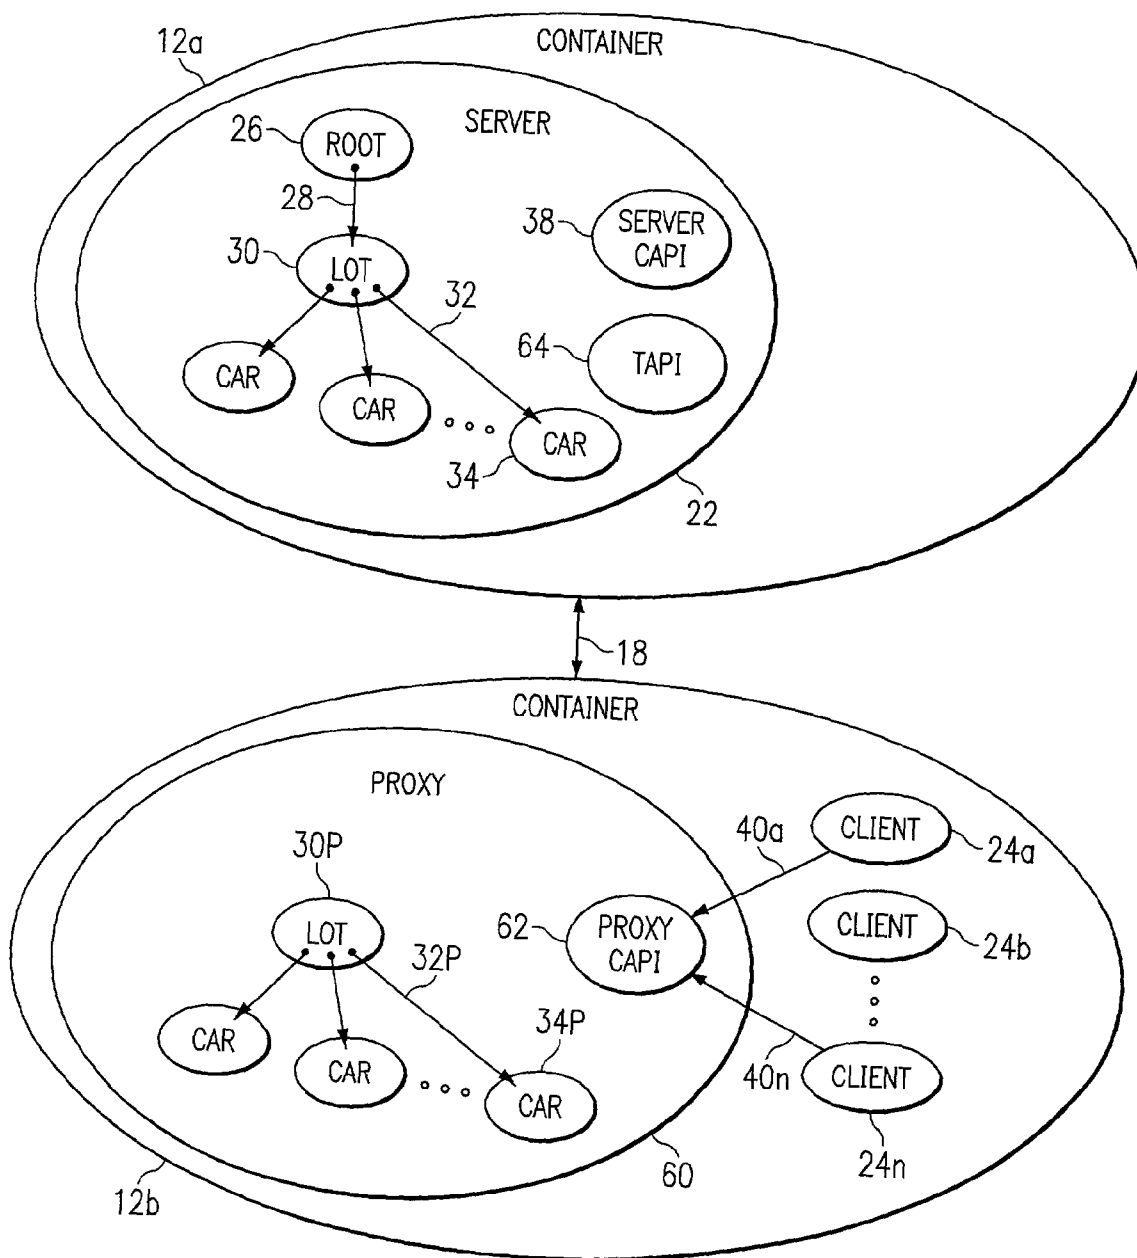 CONTAINER
12a
SERVER
26
ROOT
28
38
SERVER
CAPI
30
LOT
32
64
TAPI
CAR
CAR
CAR
34
22
18
CONTAINER
PROXY
CLIENT
40a
24a
30P
LOT
62
PROXY
CAPI
CLIENT
24b
32P
34P
CAR
CAR
CAR
40n
CLIENT
24n
60
12b